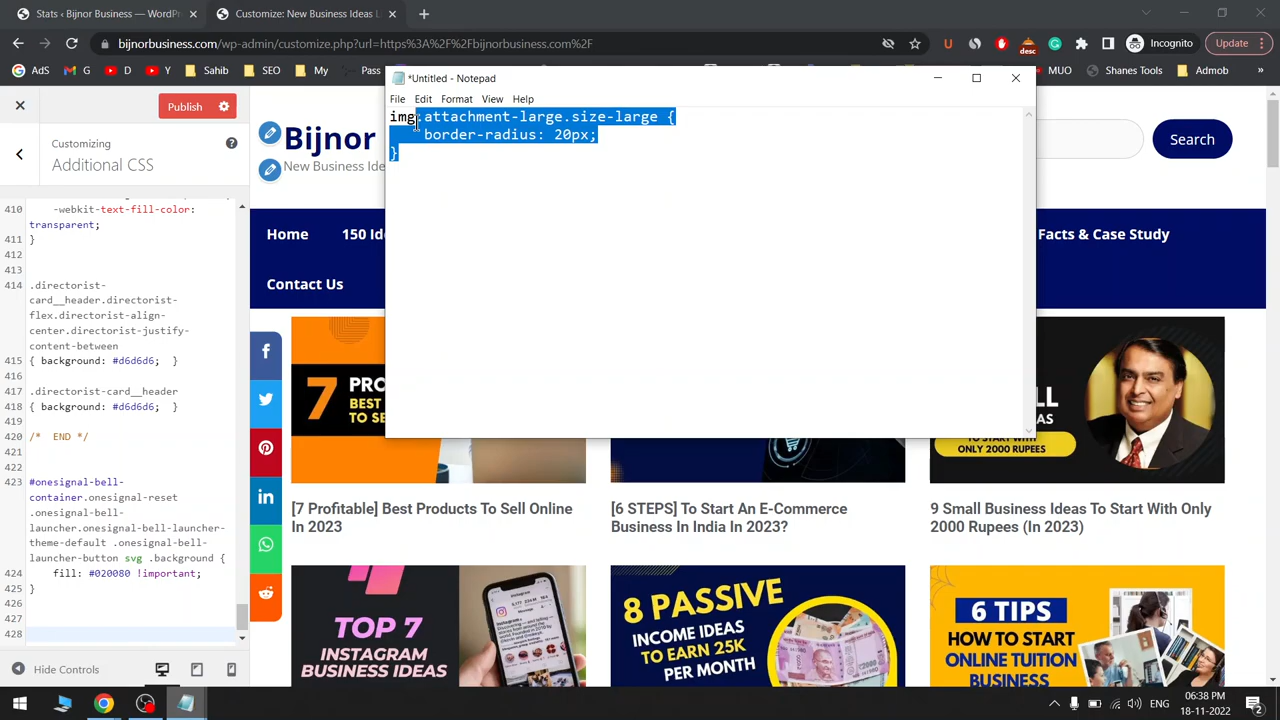 Stats ‹ Bijnor Business — WordPr
Customize: New Business Ideas L
bijnorbusiness.com/wp-admin/customize.php?url=https%3A%2F%2Fbijnorbusiness.com%2F
Incognito
Update
AdS
G
D
Y
Sahib
SEO
My
Pass
MUO
Shanes Tools
Admob
*Untitled - Notepad
File Edit Format View Help
img.attachment-large.size-large {
border-radius: 20px;
}
Publish
Customizing
Additional CSS
410
-webkit-text-fill-color:
transparent;
411 }
412
413
414 .directorist-
card__header.directorist-
flex.directorist-align-
center.directorist-justify-
content-between
415 { background: #d6d6d6; }
416
417 .directorist-card__header
418 { background: #d6d6d6; }
419
420 /* END */
421
422
423 #onesignal-bell-
container.onesignal-reset
.onesignal-bell-
launcher.onesignal-bell-launcher-
theme-default .onesignal-bell-
launcher-button svg .background {
424 fill: #020080 !important;
425 }
426
427
Hide Controls
Bijnor
New Business Ide
Search
Home
150 Id
Facts & Case Study
Contact Us
7
PRO
BEST
TO SE
LL
AS
TO START WITH
ONLY 2000 RUPEES
[7 Profitable] Best Products To Sell Online
In 2023
[6 STEPS] To Start An E-Commerce
Business In India In 2023?
9 Small Business Ideas To Start With Only
2000 Rupees (In 2023)
TOP 7
INSTAGRAM
BUSINESS IDEAS
8 PASSIVE
INCOME IDEAS
TO EARN 25K
PER MONTH
6 TIPS
HOW TO START
ONLINE TUITION
BUSINESS
ENG
06:38 PM
18-11-2022
2